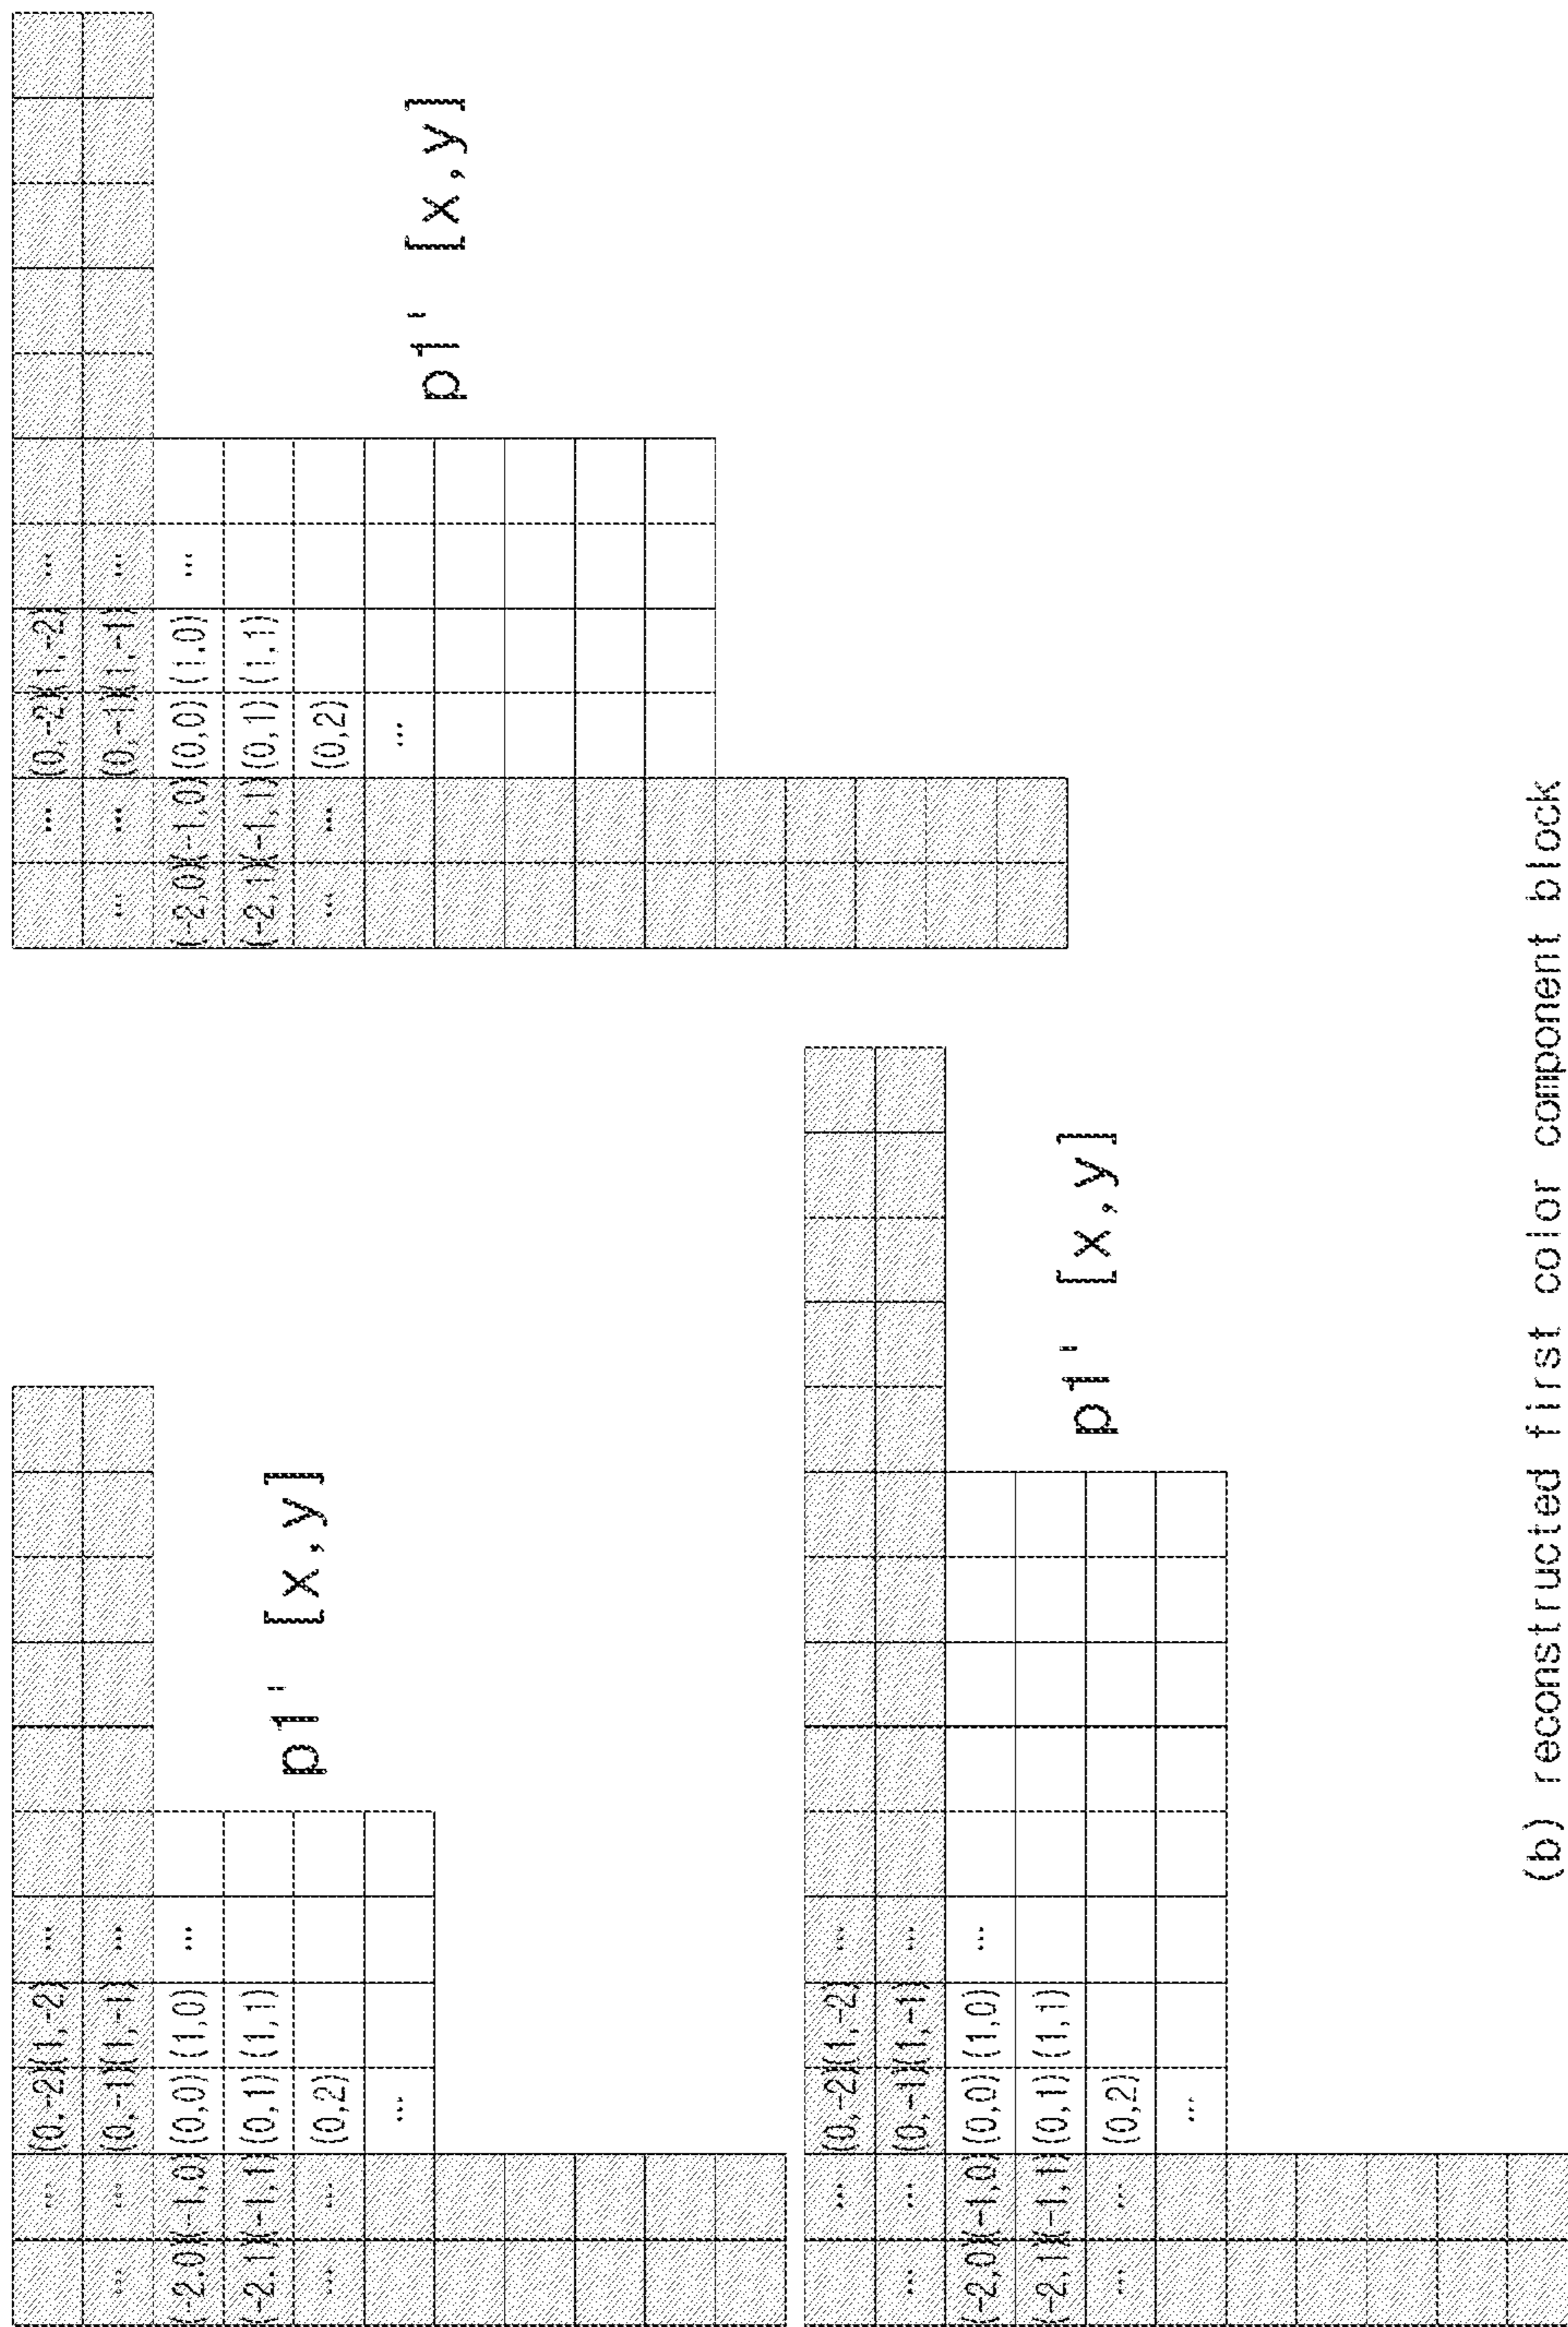 ... (0,-2)(1,-2) ...
... ... (0,-1)(1,-1) ...
(-2.0)(-1,0)(0,0)(1,0) ...
(-2.1)(-1,1)(0,1)(1,1)
... ... (0,2)
...
p1' [x,y]
... (0,-2)(1,-2) ...
... ... (0,-1)(1,-1) ...
(-2,0)(-1,0)(0,0)(1.0) ...
(-2,1)(-1,1)(0,1)(1.1)
... ... (0,2)
...
p1' [x,y]
... (0,-2)(1,-2) ...
... ... (0,-1)(1,-1) ...
(-2,0)(-1,0)(0,0)(1,0) ...
(-2,1)(-1,1)(0,1)(1,1)
... ... (0,2)
...
p1' [x,y]
(b) reconstructed first color component block